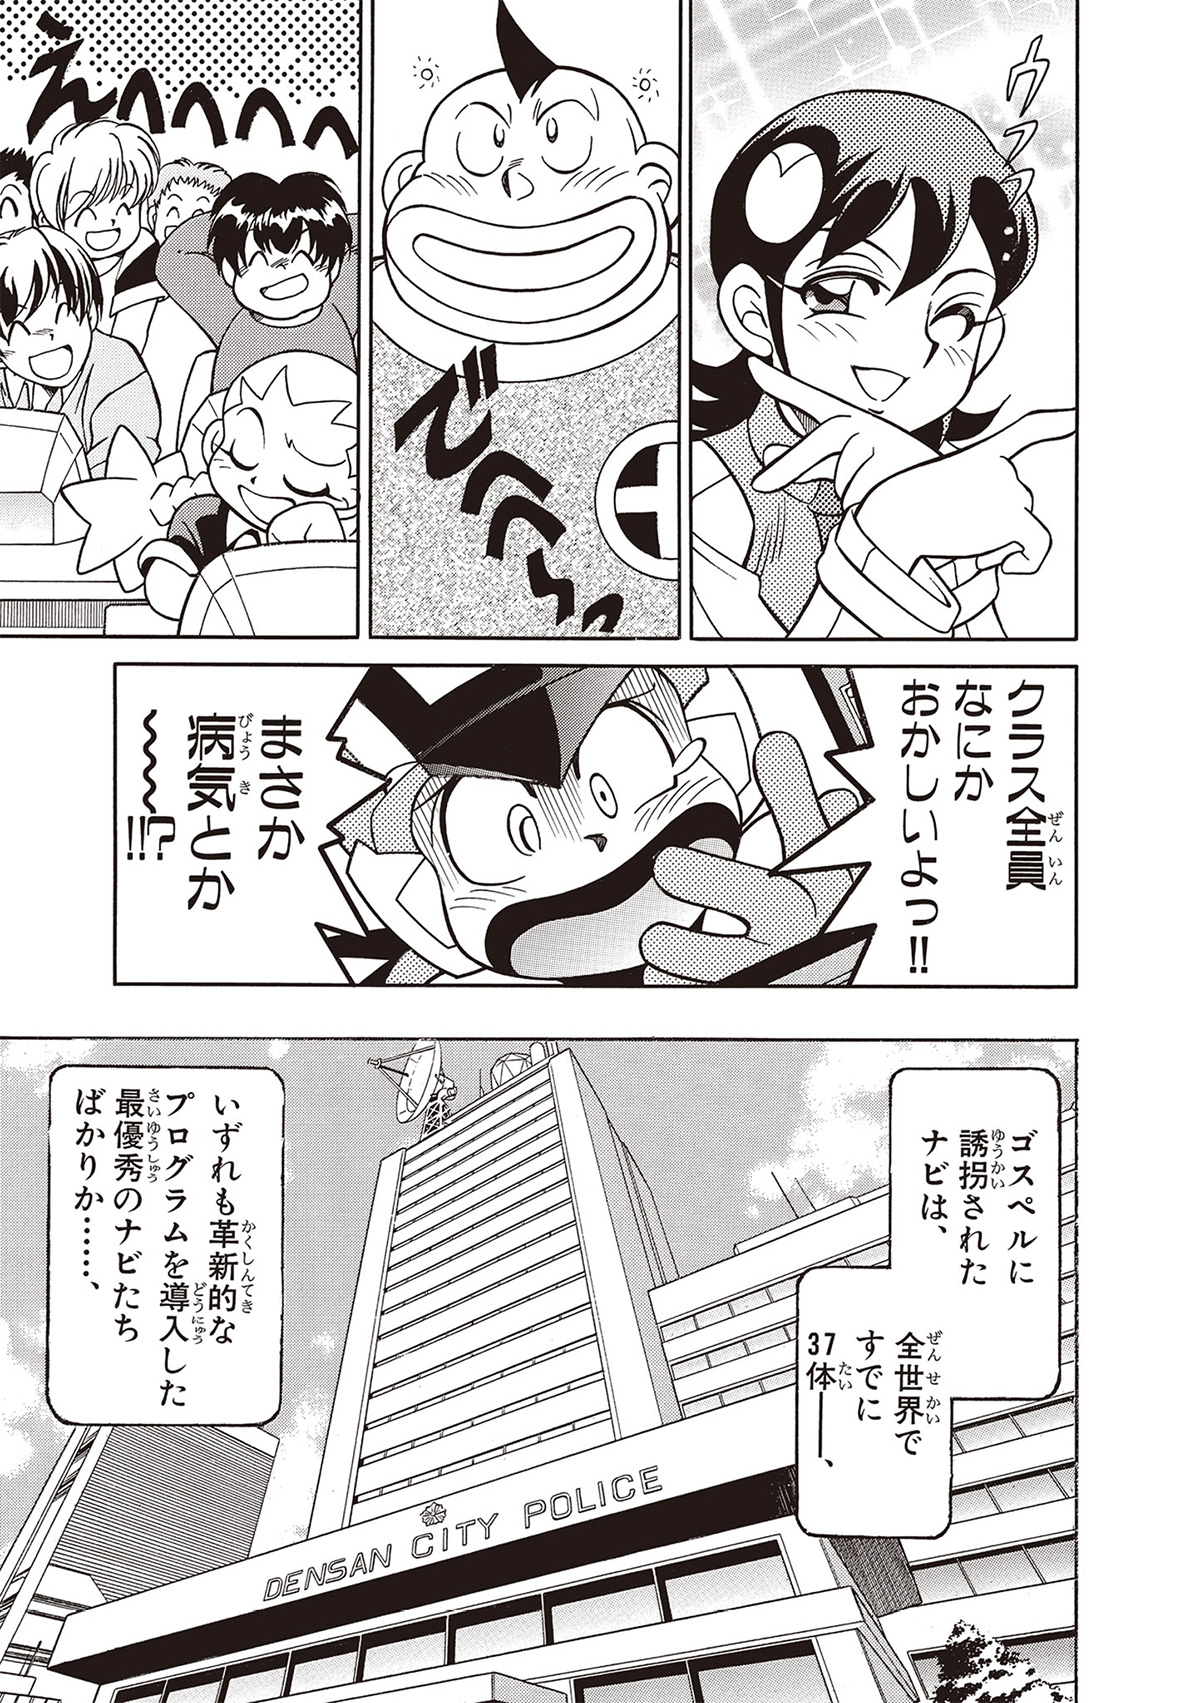 ウフフフ
でへへ~~
えへへへへ
クラス全員
なにか
おかしいよっ!!
まさか
病気とか
〜〜〜!!?
ゴスペルに
誘拐された
ナビは、
全世界で
すでに
37体──、
いずれも革新的な
プログラムを導入した
最優秀のナビたち
ばかりか……、
DENSAN CITY POLICE